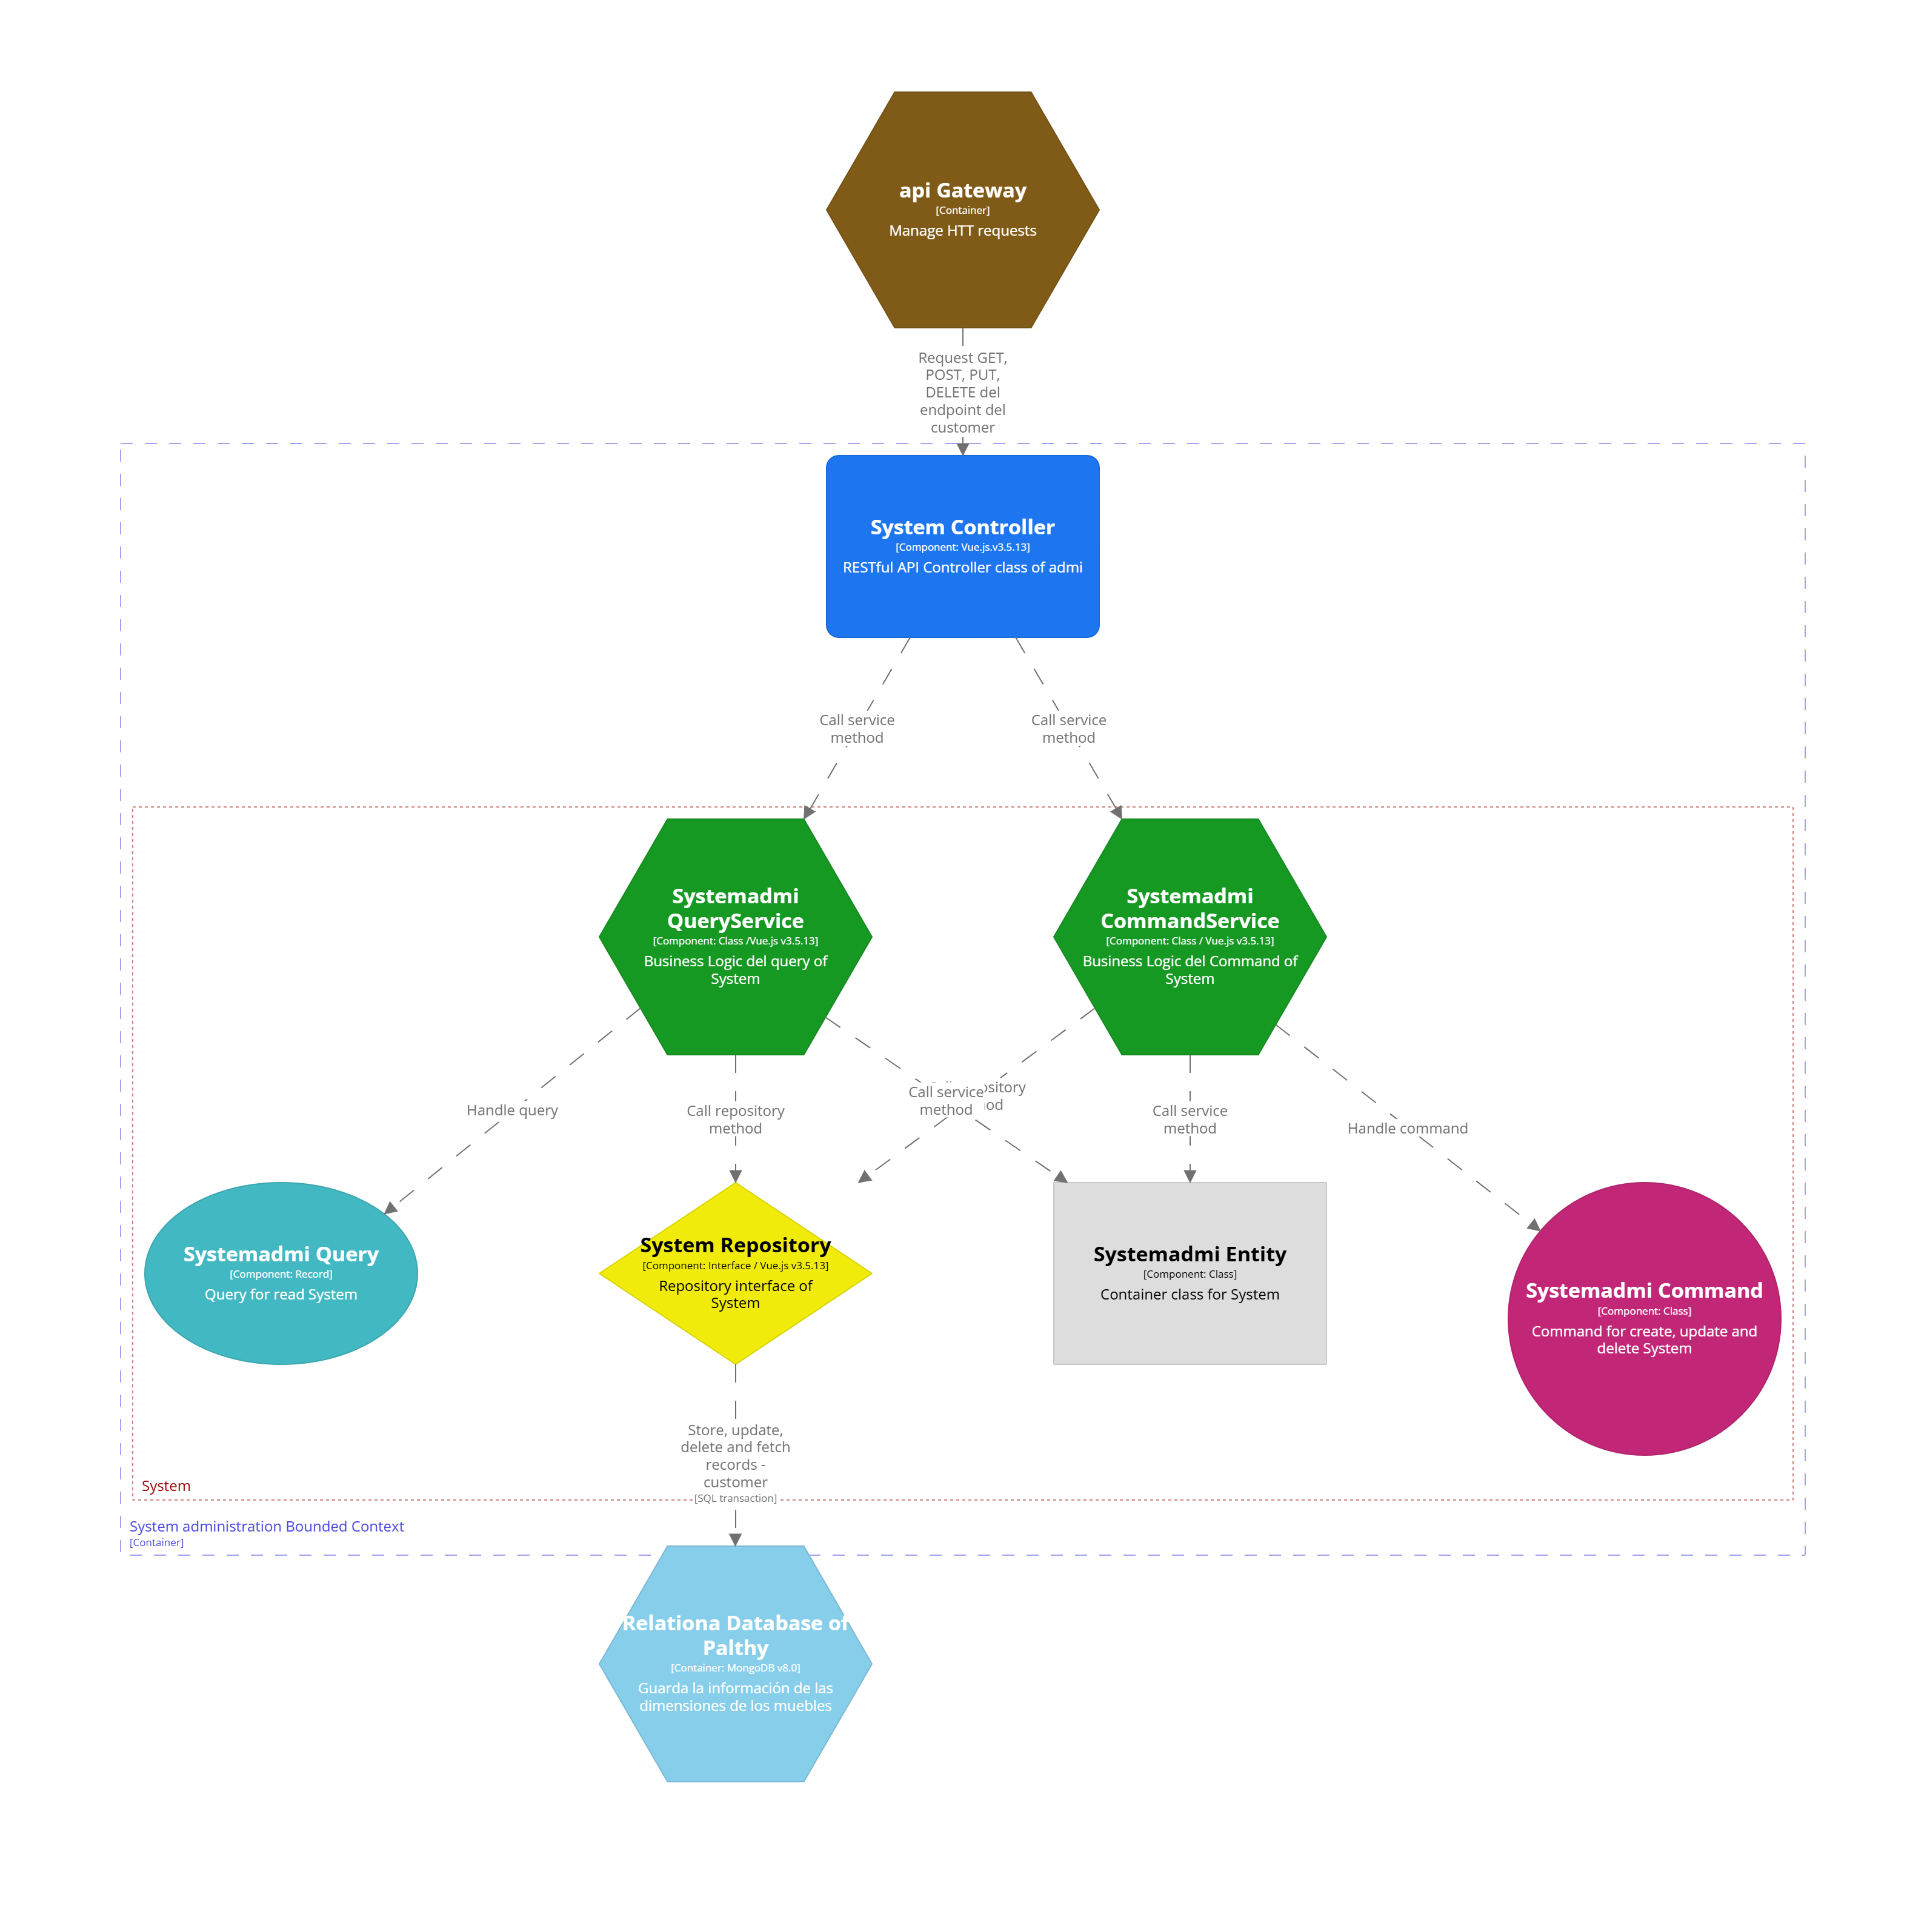 api Gateway
[Container]
Manage HTT requests
Request GET,
POST, PUT,
DELETE del
endpoint del
customer
System Controller
[Component: Vue.js.v3.5.13]
RESTful API Controller class of admi
Call service
method
Call service
method
Systemadmi
QueryService
[Component: Class /Vue.js v3.5.13]
Business Logic del query of
System
Systemadmi
CommandService
[Component: Class / Vue.js v3.5.13]
Business Logic del Command of
System
Handle query
Call repository
method
Call service
method
Call service
method
Handle command
Systemadmi Query
[Component: Record]
Query for read System
System Repository
[Component: Interface / Vue.js v3.5.13]
Repository interface of
System
Systemadmi Entity
[Component: Class]
Container class for System
Systemadmi Command
[Component: Class]
Command for create, update and
delete System
Store, update,
delete and fetch
records -
customer
[SQL transaction]
System
System administration Bounded Context
[Container]
Relationa Database of
Palthy
[Container: MongoDB v8.0]
Guarda la información de las
dimensiones de los muebles